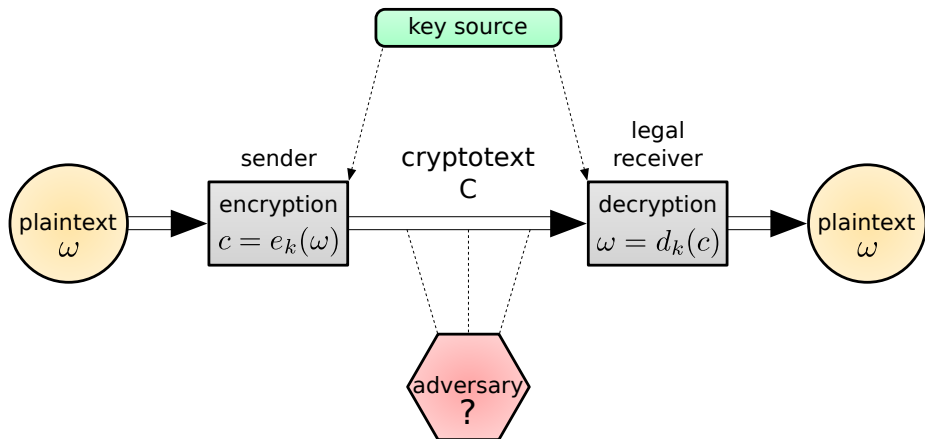 key source
legal
receiver
sender
cryptotext
C
encryption
c = e_k(ω)
decryption
ω = d_k(c)
plaintext
ω
plaintext
ω
adversary
?